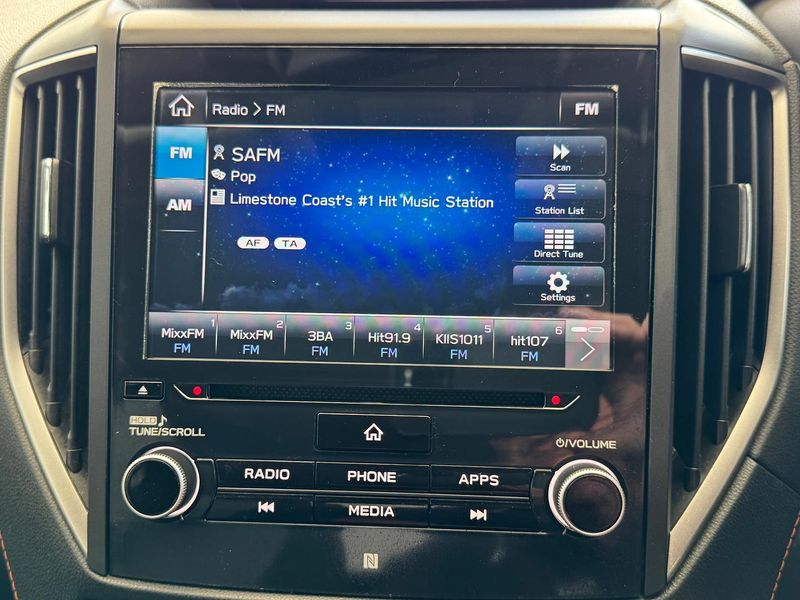 Radio > FM
FM
FM
AM
SAFM
Pop
Limestone Coast's #1 Hit Music Station
AF TA
Scan
Station List
Direct Tune
Settings
MixxFM 1
FM
MixxFM 2
FM
3BA 3
FM
Hit91.9 4
FM
KIIS1011 5
FM
hit107 6
FM
HOLD
TUNE/SCROLL
/VOLUME
RADIO
PHONE
APPS
MEDIA
N